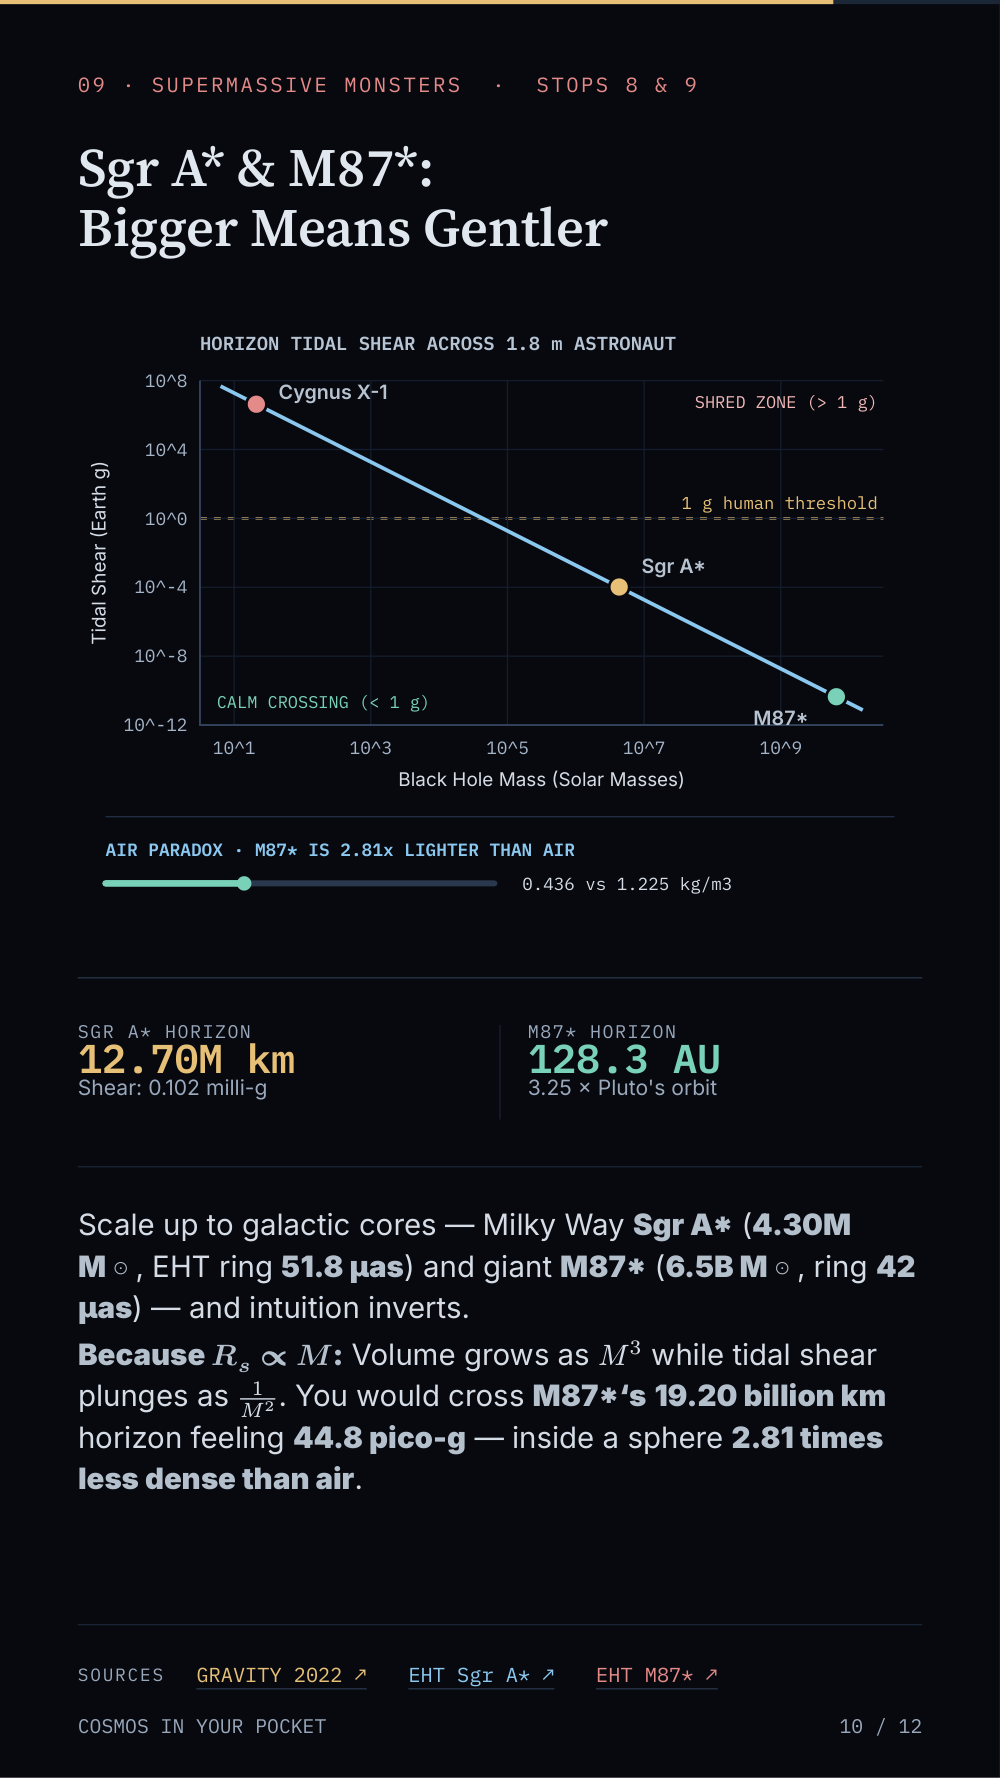 09 · SUPERMASSIVE MONSTERS · STOPS 8 & 9
Sgr A* & M87*:
Bigger Means Gentler
HORIZON TIDAL SHEAR ACROSS 1.8 m ASTRONAUT
10^8
Cygnus X-1
SHRED ZONE (> 1 g)
10^4
1 g human threshold
10^0
Sgr A*
10^-4
10^-8
CALM CROSSING (< 1 g)
M87*
10^-12
Tidal Shear (Earth g)
10^1 10^3 10^5 10^7 10^9
Black Hole Mass (Solar Masses)
AIR PARADOX · M87* IS 2.81x LIGHTER THAN AIR
0.436 vs 1.225 kg/m3
SGR A* HORIZON
12.70M km
Shear: 0.102 milli-g
M87* HORIZON
128.3 AU
3.25 × Pluto's orbit
Scale up to galactic cores — Milky Way Sgr A* (4.30M
M ☉, EHT ring 51.8 μas) and giant M87* (6.5B M ☉, ring 42
μas) — and intuition inverts.
Because R_s ∝ M: Volume grows as M³ while tidal shear
plunges as 1/M². You would cross M87*‘s 19.20 billion km
horizon feeling 44.8 pico-g — inside a sphere 2.81 times
less dense than air.
SOURCES GRAVITY 2022 ↗ EHT Sgr A* ↗ EHT M87* ↗
COSMOS IN YOUR POCKET
10 / 12